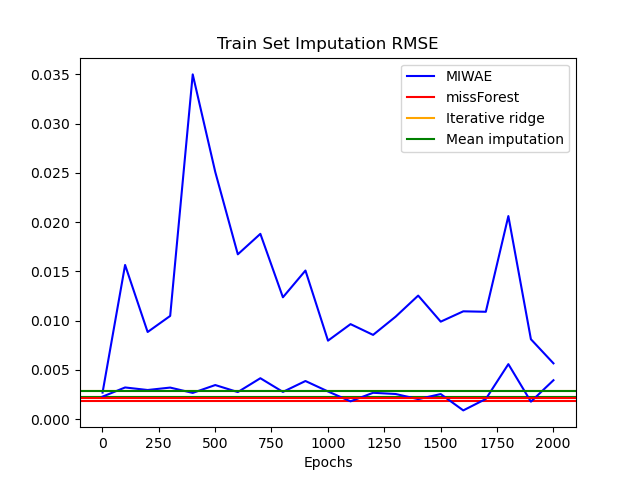 Train Set Imputation RMSE
MIWAE
missForest
Iterative ridge
Mean imputation
0.035
0.030
0.025
0.020
0.015
0.010
0.005
0.000
0 250 500 750 1000 1250 1500 1750 2000
Epochs